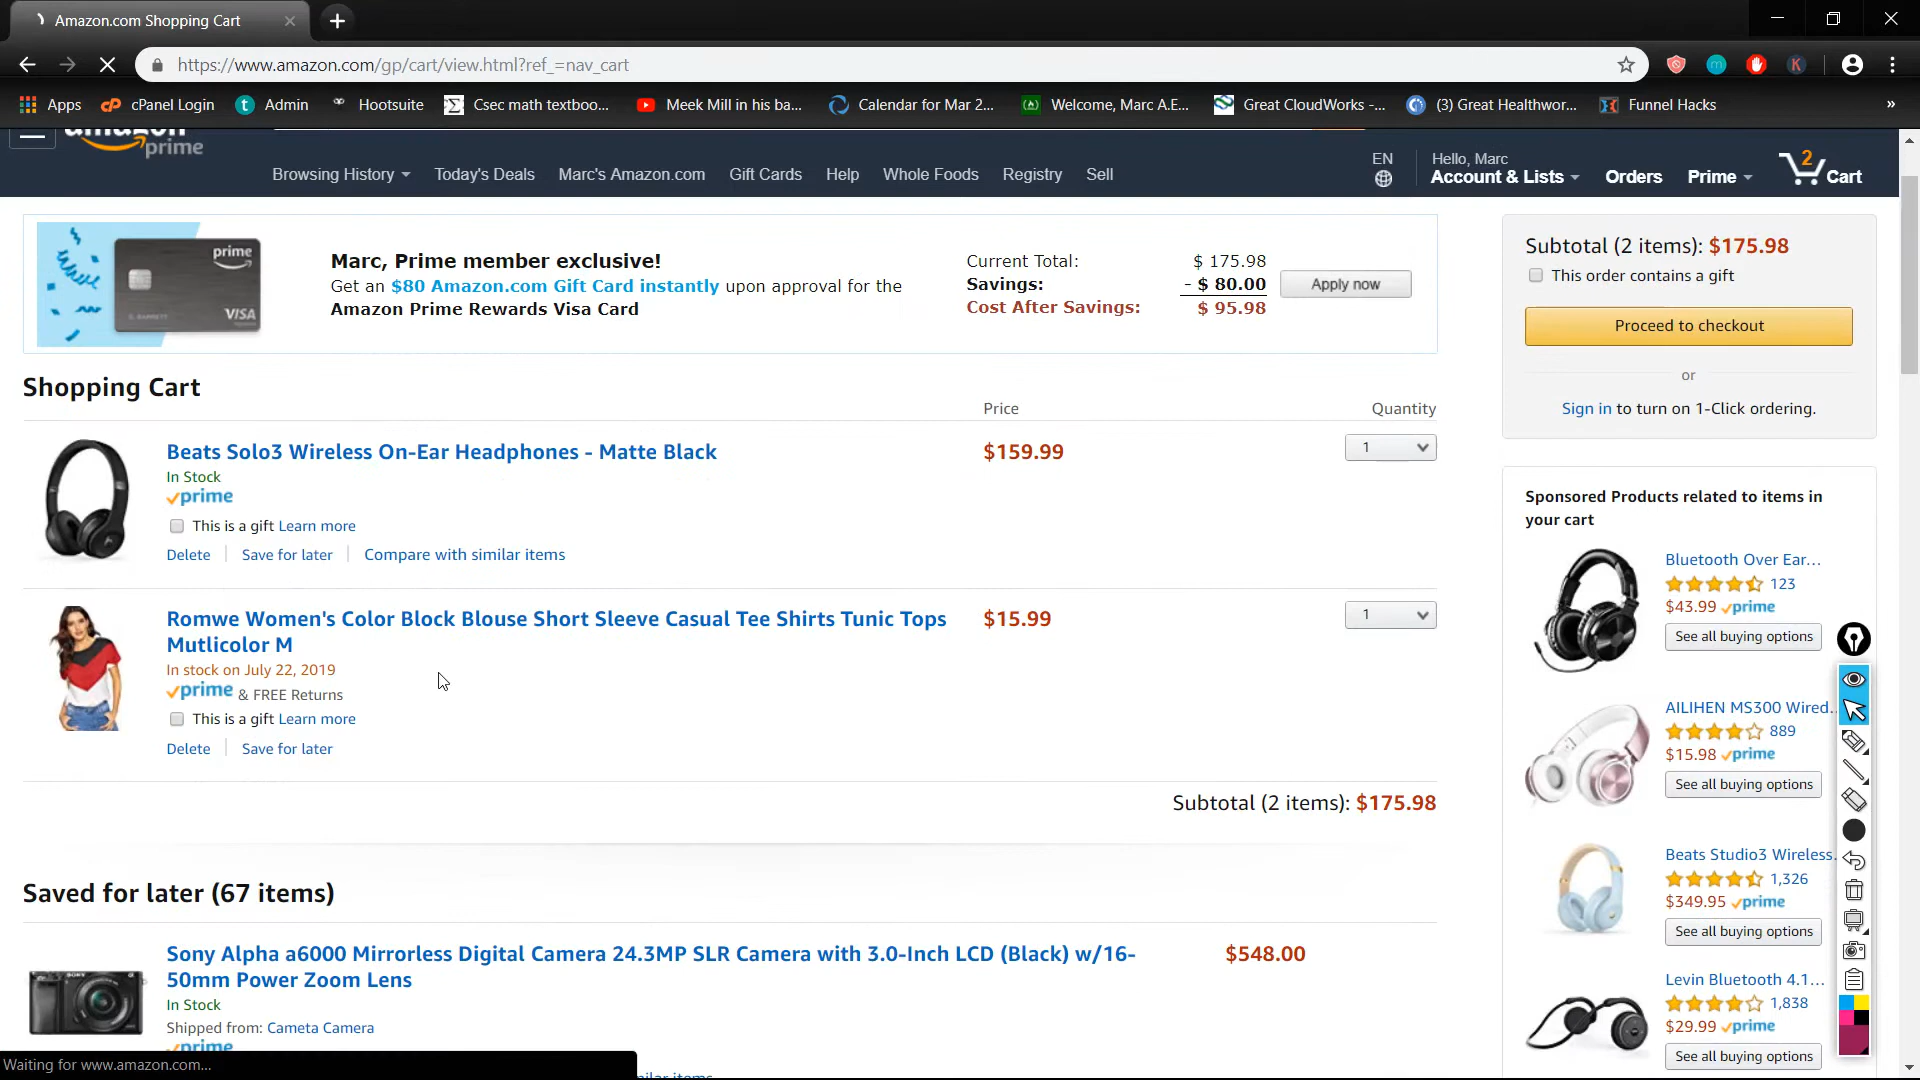 Amazon.com Shopping Cart
https://www.amazon.com/gp/cart/view.html?ref_=nav_cart
Apps
cPanel Login
Admin
Hootsuite
Csec math textboo...
Meek Mill in his ba...
Calendar for Mar 2...
Welcome, Marc A.E...
Great CloudWorks -...
(3) Great Healthwor...
Funnel Hacks
»
amazon
prime
Browsing History
Today's Deals
Marc's Amazon.com
Gift Cards
Help
Whole Foods
Registry
Sell
EN
Hello, Marc
Account & Lists
Orders
Prime
2
Cart
prime
VISA
Marc, Prime member exclusive!
Get an $80 Amazon.com Gift Card instantly upon approval for the
Amazon Prime Rewards Visa Card
Current Total: $ 175.98
Savings: - $ 80.00
Cost After Savings: $ 95.98
Apply now
Subtotal (2 items): $175.98
This order contains a gift
Proceed to checkout
or
Sign in to turn on 1-Click ordering.
Shopping Cart
Price
Quantity
Beats Solo3 Wireless On-Ear Headphones - Matte Black
$159.99
1
In Stock
prime
This is a gift Learn more
Delete
Save for later
Compare with similar items
Romwe Women's Color Block Blouse Short Sleeve Casual Tee Shirts Tunic Tops
Mutlicolor M
$15.99
1
In stock on July 22, 2019
prime & FREE Returns
This is a gift Learn more
Delete
Save for later
Subtotal (2 items): $175.98
Saved for later (67 items)
Sony Alpha a6000 Mirrorless Digital Camera 24.3MP SLR Camera with 3.0-Inch LCD (Black) w/16-
50mm Power Zoom Lens
$548.00
In Stock
Shipped from: Cameta Camera
prime
Waiting for www.amazon.com...
Sponsored Products related to items in
your cart
Bluetooth Over Ear...
123
$43.99 prime
See all buying options
AILIHEN MS300 Wired...
889
$15.98 prime
See all buying options
Beats Studio3 Wireless...
1,326
$349.95 prime
See all buying options
Levin Bluetooth 4.1...
1,838
$29.99 prime
See all buying options